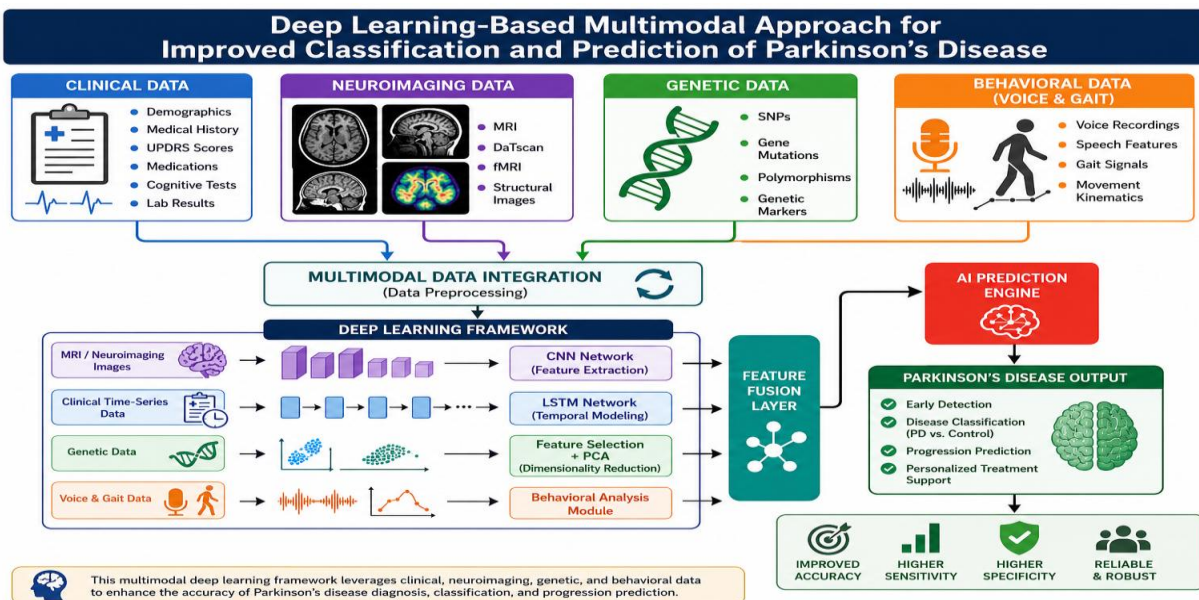 Deep Learning-Based Multimodal Approach for
Improved Classification and Prediction of Parkinson's Disease
CLINICAL DATA
Demographics
Medical History
UPDRS Scores
Medications
Cognitive Tests
Lab Results
NEUROIMAGING DATA
MRI
DaTscan
fMRI
Structural
Images
GENETIC DATA
SNPs
Gene
Mutations
Polymorphisms
Genetic
Markers
BEHAVIORAL DATA
(VOICE & GAIT)
Voice Recordings
Speech Features
Gait Signals
Movement
Kinematics
MULTIMODAL DATA INTEGRATION
(Data Preprocessing)
DEEP LEARNING FRAMEWORK
MRI / Neuroimaging
Images
CNN Network
(Feature Extraction)
Clinical Time-Series
Data
LSTM Network
(Temporal Modeling)
Genetic Data
Feature Selection
+ PCA
(Dimensionality Reduction)
Voice & Gait Data
Behavioral Analysis
Module
FEATURE
FUSION
LAYER
AI PREDICTION
ENGINE
PARKINSON'S DISEASE OUTPUT
Early Detection
Disease Classification
(PD vs. Control)
Progression Prediction
Personalized Treatment
Support
IMPROVED
ACCURACY
HIGHER
SENSITIVITY
HIGHER
SPECIFICITY
RELIABLE
& ROBUST
This multimodal deep learning framework leverages clinical, neuroimaging, genetic, and behavioral data
to enhance the accuracy of Parkinson's disease diagnosis, classification, and progression prediction.